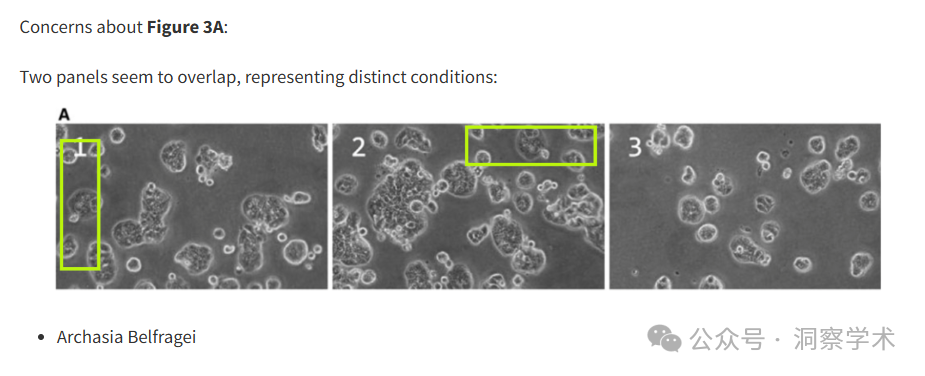 Concerns about Figure 3A:
Two panels seem to overlap, representing distinct conditions:
A
1 2 3
Archasia Belfragei
公众号 · 洞察学术